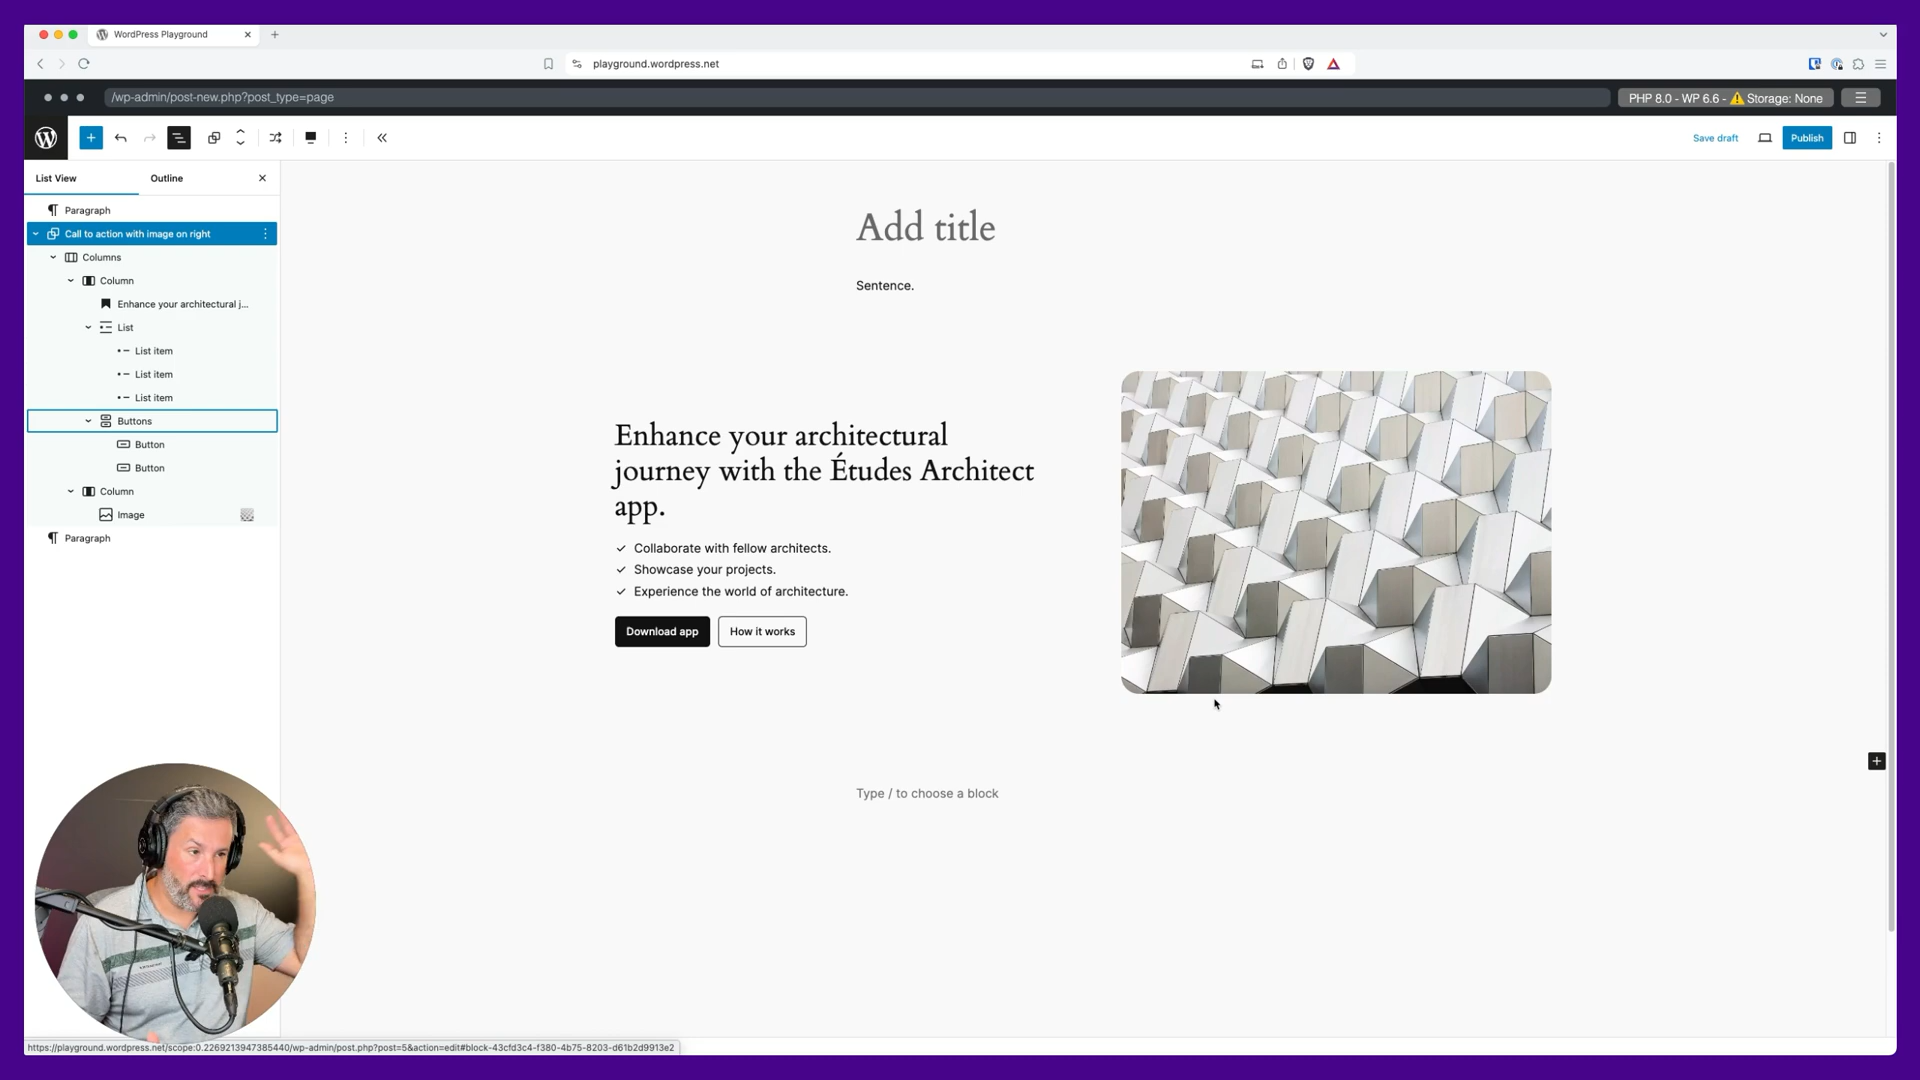 WordPress Playground
playground.wordpress.net
/wp-admin/post-new.php?post_type=page
PHP 8.0 - WP 6.6 - ⚠️ Storage: None
Save draft
Publish
List View
Outline
Paragraph
Call to action with image on right
Columns
Column
Enhance your architectural j...
List
List item
List item
List item
Buttons
Button
Button
Column
Image
Paragraph
Add title
Sentence.
Enhance your architectural
journey with the Études Architect
app.
Collaborate with fellow architects.
Showcase your projects.
Experience the world of architecture.
Download app
How it works
Type / to choose a block
https://playground.wordpress.net/scope:0.2269213947385440/wp-admin/post.php?post=5&action=edit#block-43cfd3c4-f380-4b75-8203-d61b2d9913e2